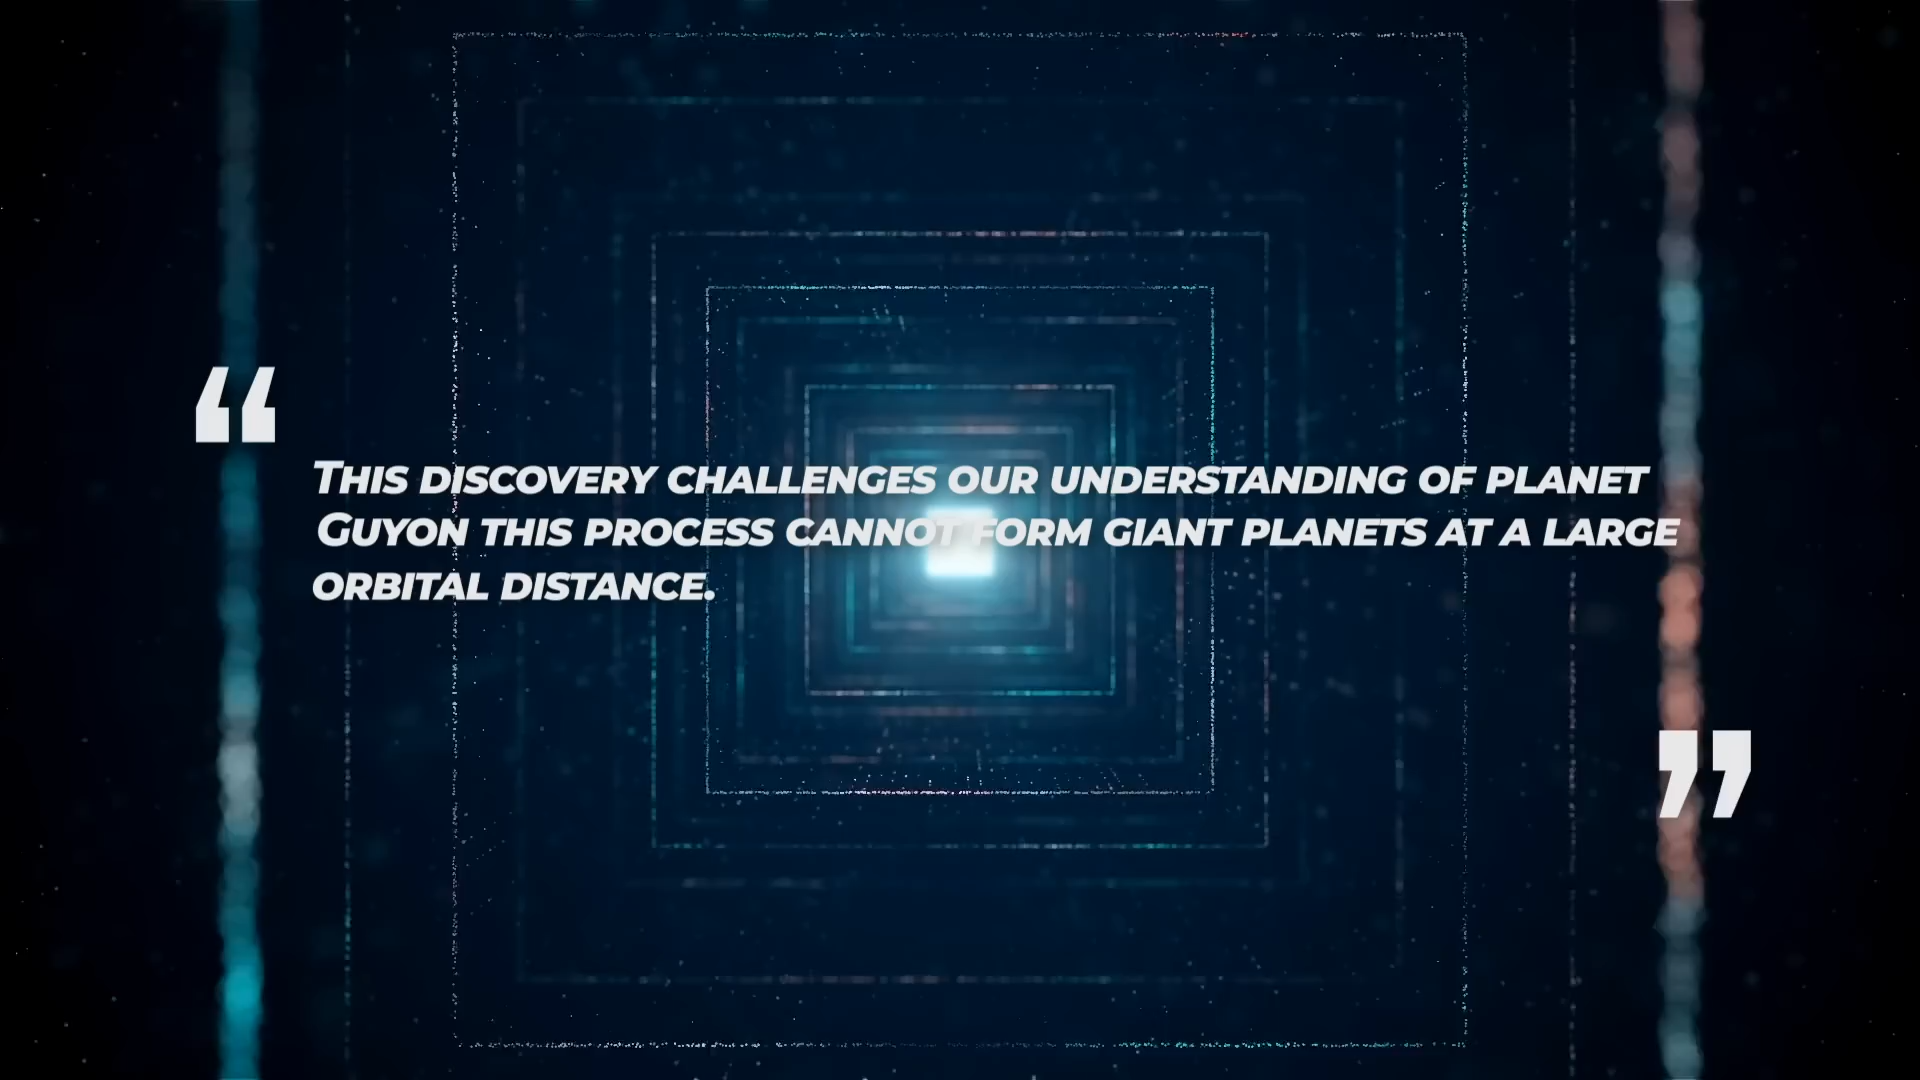 “
This discovery challenges our understanding of planet
Guyon this process cannot form giant planets at a large
orbital distance.
”